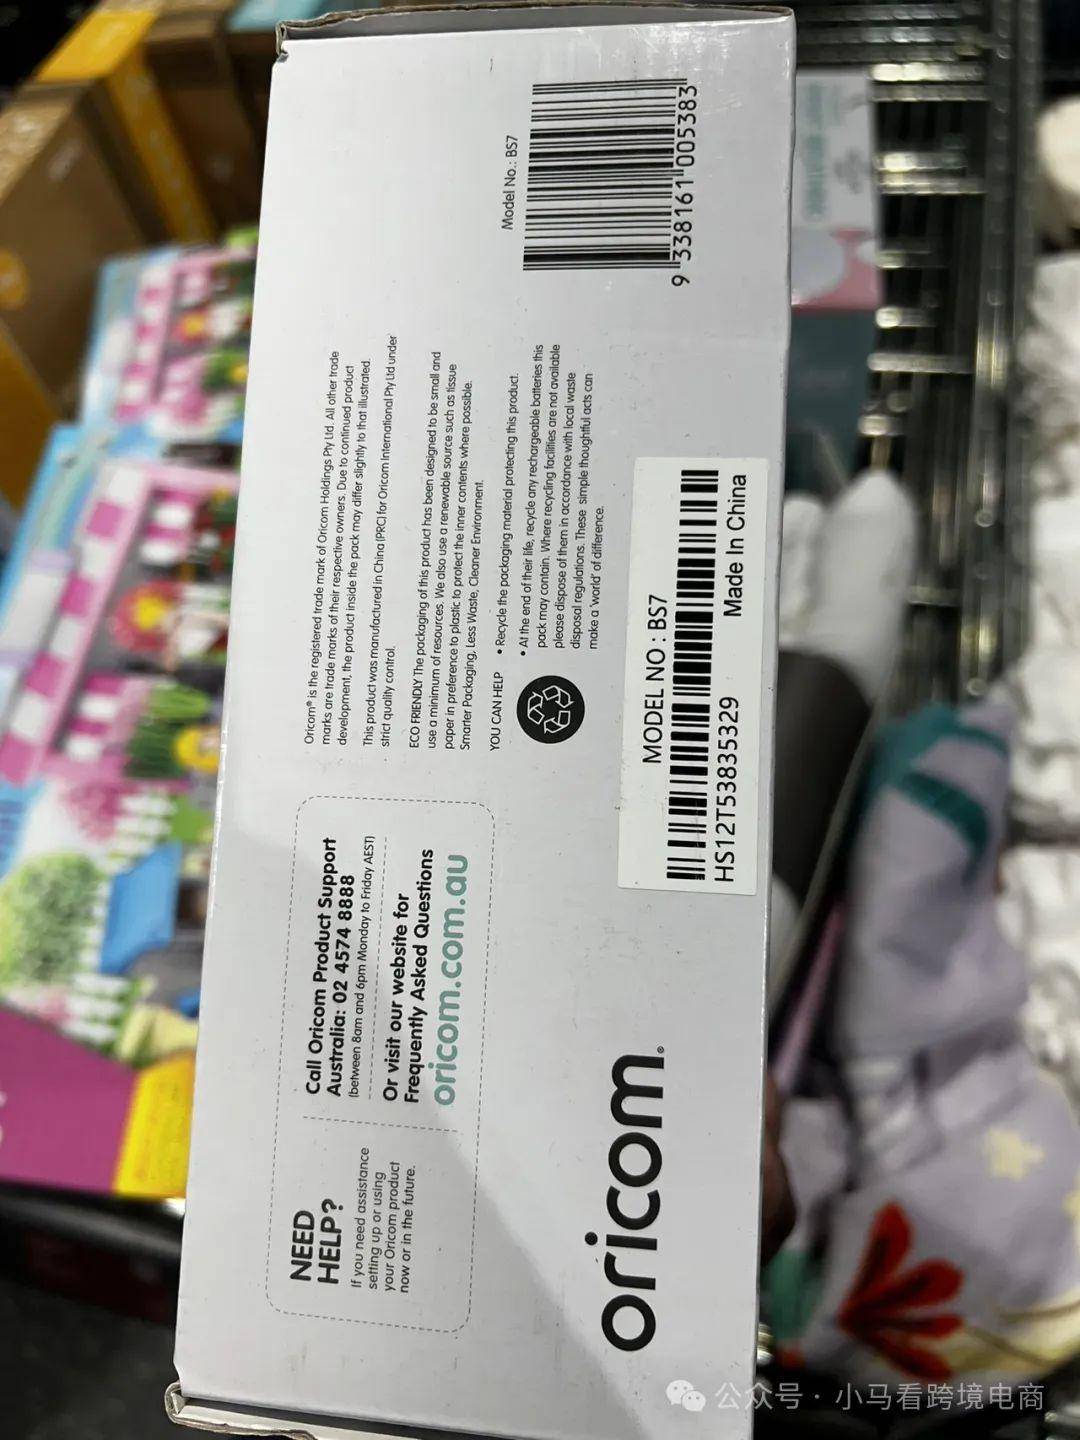 NEED
HELP?
If you need assistance
setting up or using
your Oricom product
now or in the future.
Call Oricom Product Support
Australia: 02 4574 8888
(between 8am and 6pm Monday to Friday AEST)
Or visit our website for
Frequently Asked Questions
oricom.com.au
Oricom® is the registered trade mark of Oricom Holdings Pty Ltd. All other trade
marks are trade marks of their respective owners. Due to continued product
development, the product inside the pack may differ slightly to that illustrated.
This product was manufactured in China (PRC) for Oricom International Pty Ltd under
strict quality control.
ECO FRIENDLY The packaging of this product has been designed to be small and
use a minimum of resources. We also use a renewable source such as tissue
paper in preference to plastic to protect the inner contents where possible.
Smarter Packaging, Less Waste, Cleaner Environment.
YOU CAN HELP
• Recycle the packaging material protecting this product.
• At the end of their life, recycle any rechargeable batteries this
pack may contain. Where recycling facilities are not available
please dispose of them in accordance with local waste
disposal regulations. These simple thoughtful acts can
make a 'world' of difference.
Model No.: BS7
9 338161 005383
oricom®
MODEL NO : BS7
HS12T53835329 Made In China
公众号 · 小马看跨境电商